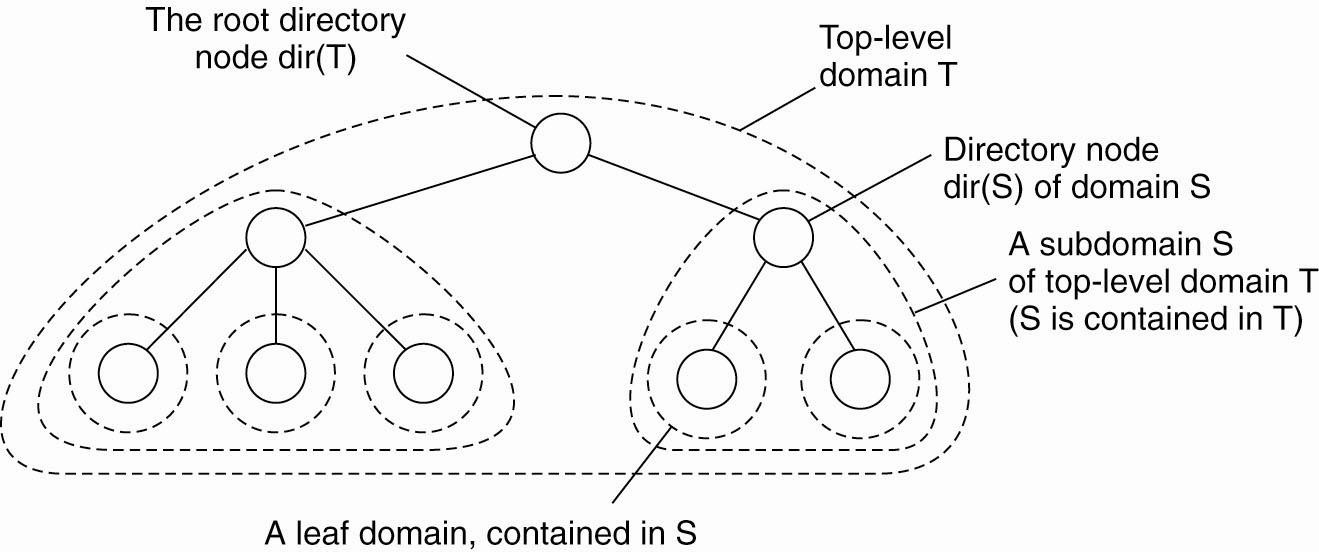 The root directory
node dir(T)
Top-level
domain T
Directory node
dir(S) of domain S
A subdomain S
of top-level domain T
(S is contained in T)
A leaf domain, contained in S